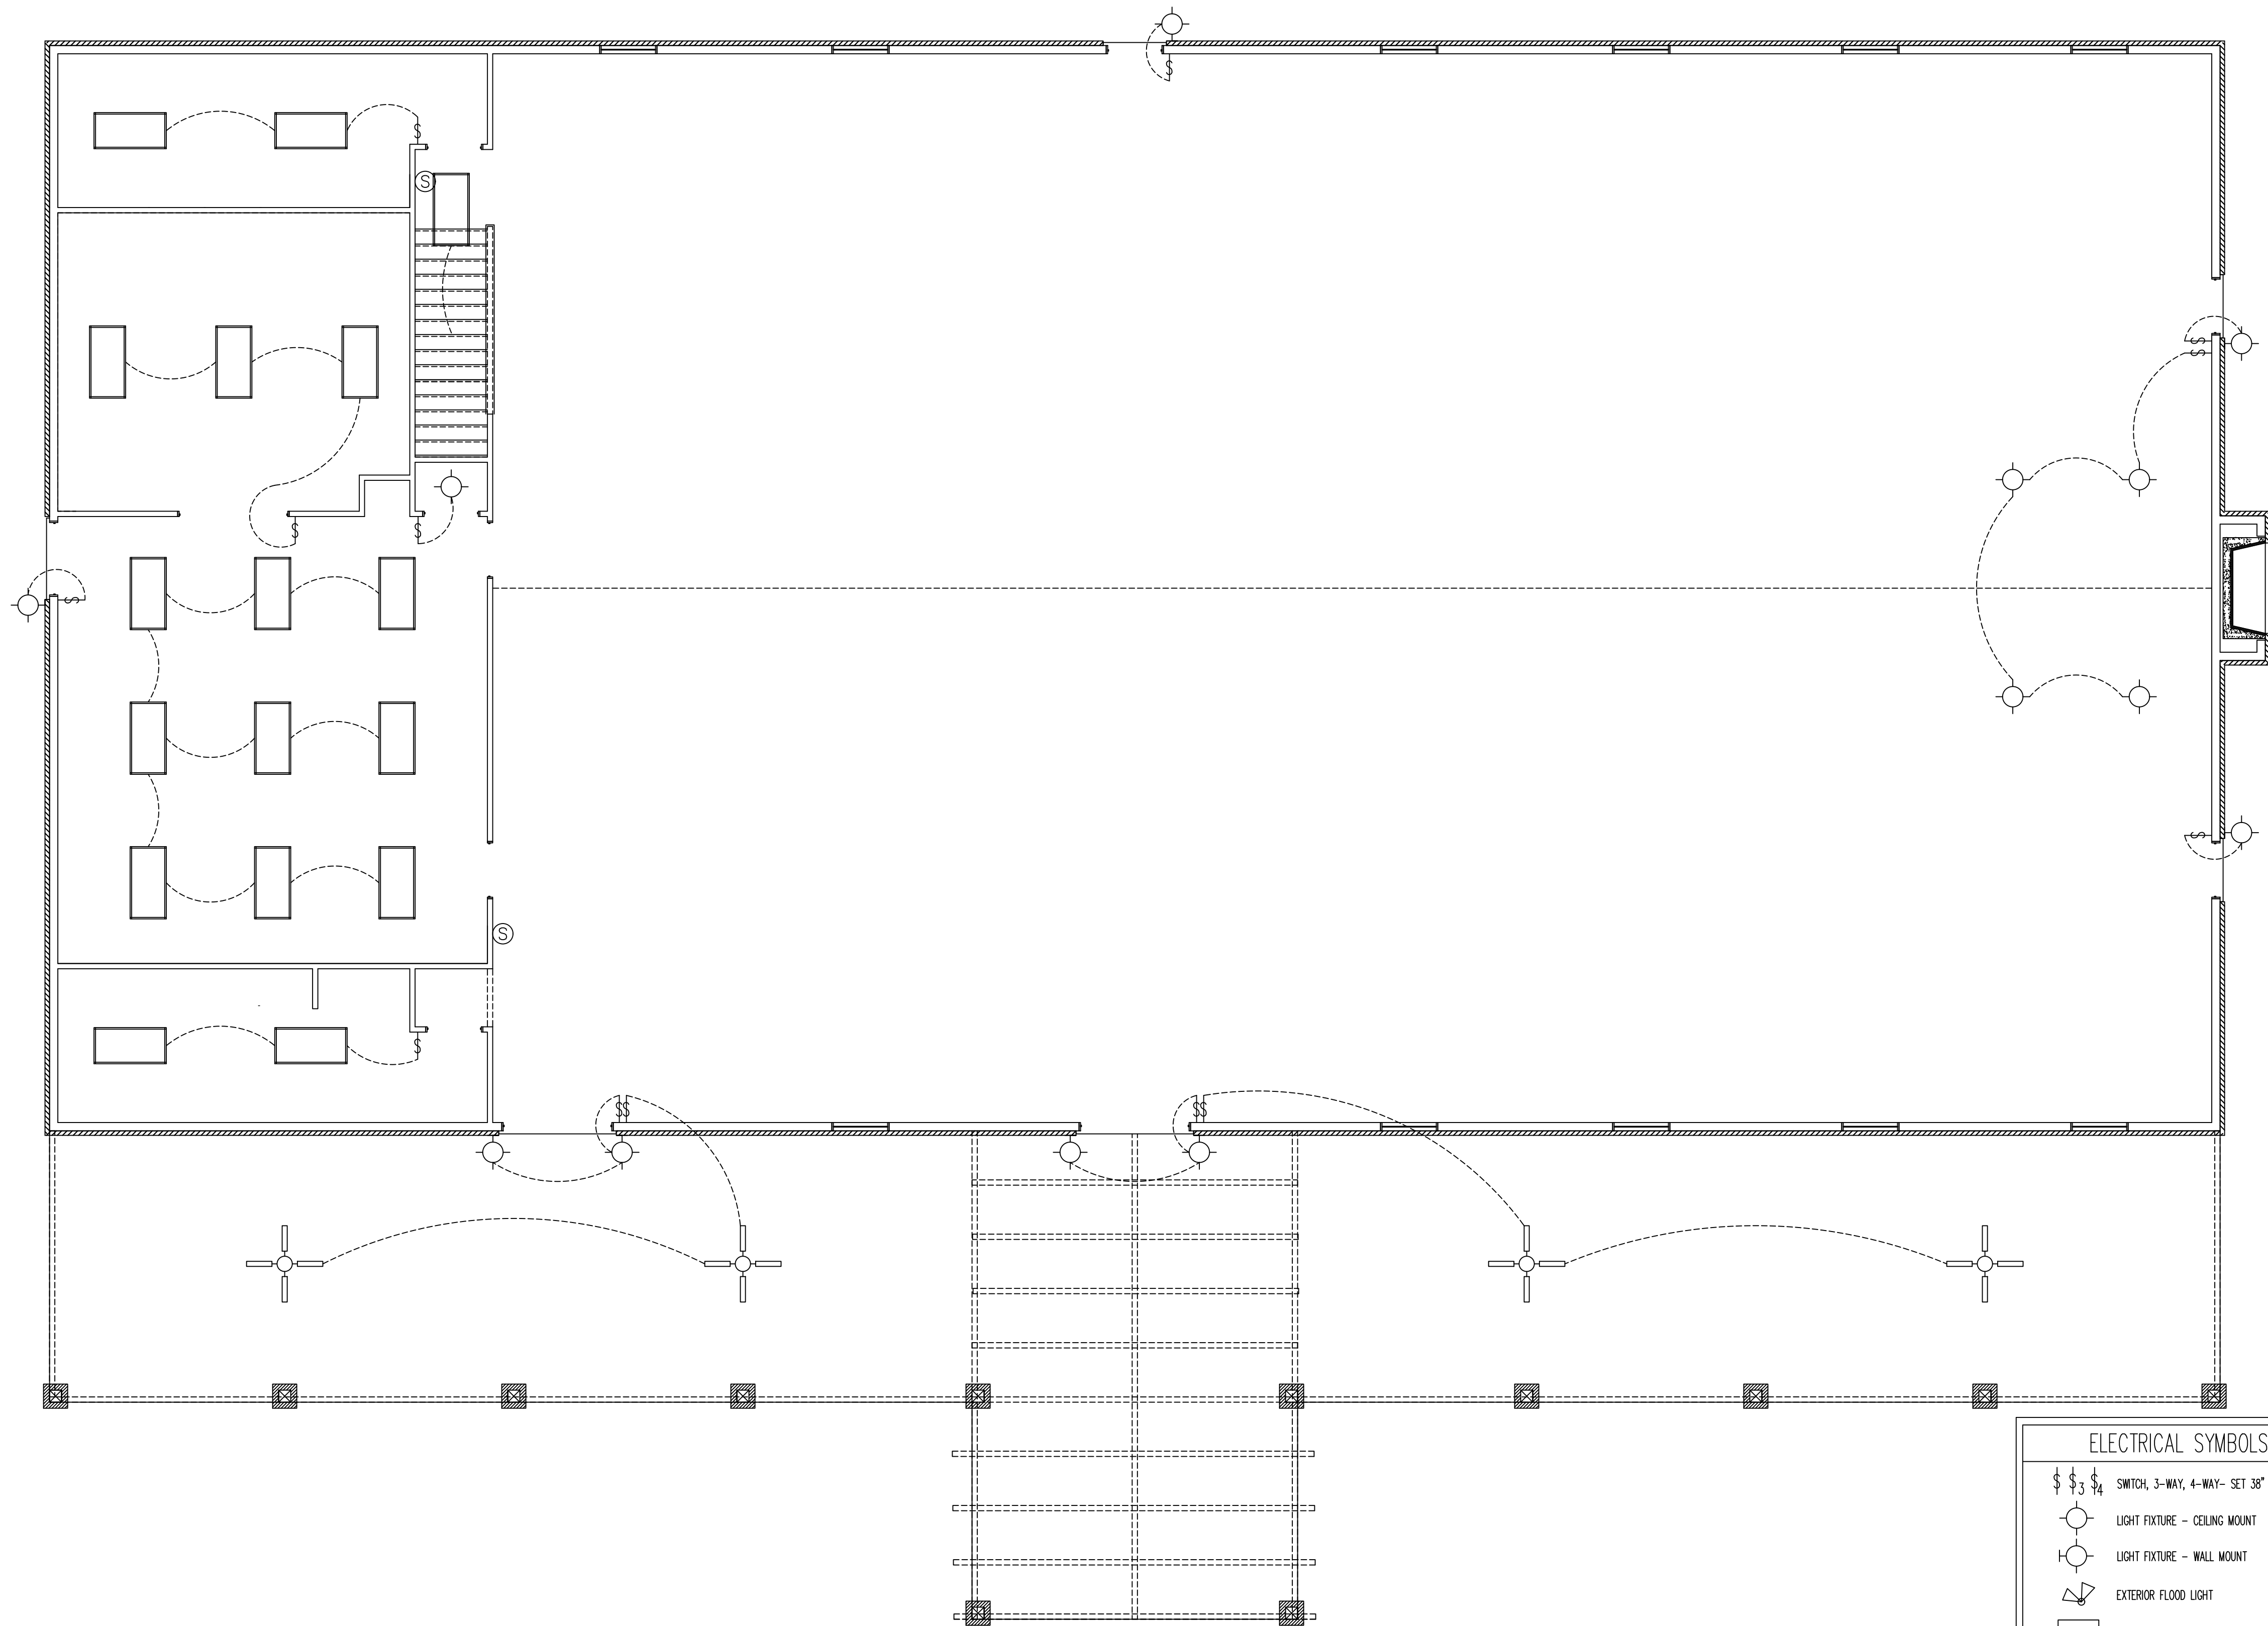 $
$
S
$
$
$
$
$
$
S
$
$ $
$ $
ELECTRICAL SYMBOLS
$ $3 $4 SWITCH, 3-WAY, 4-WAY- SET 38"
LIGHT FIXTURE - CEILING MOUNT
LIGHT FIXTURE - WALL MOUNT
EXTERIOR FLOOD LIGHT